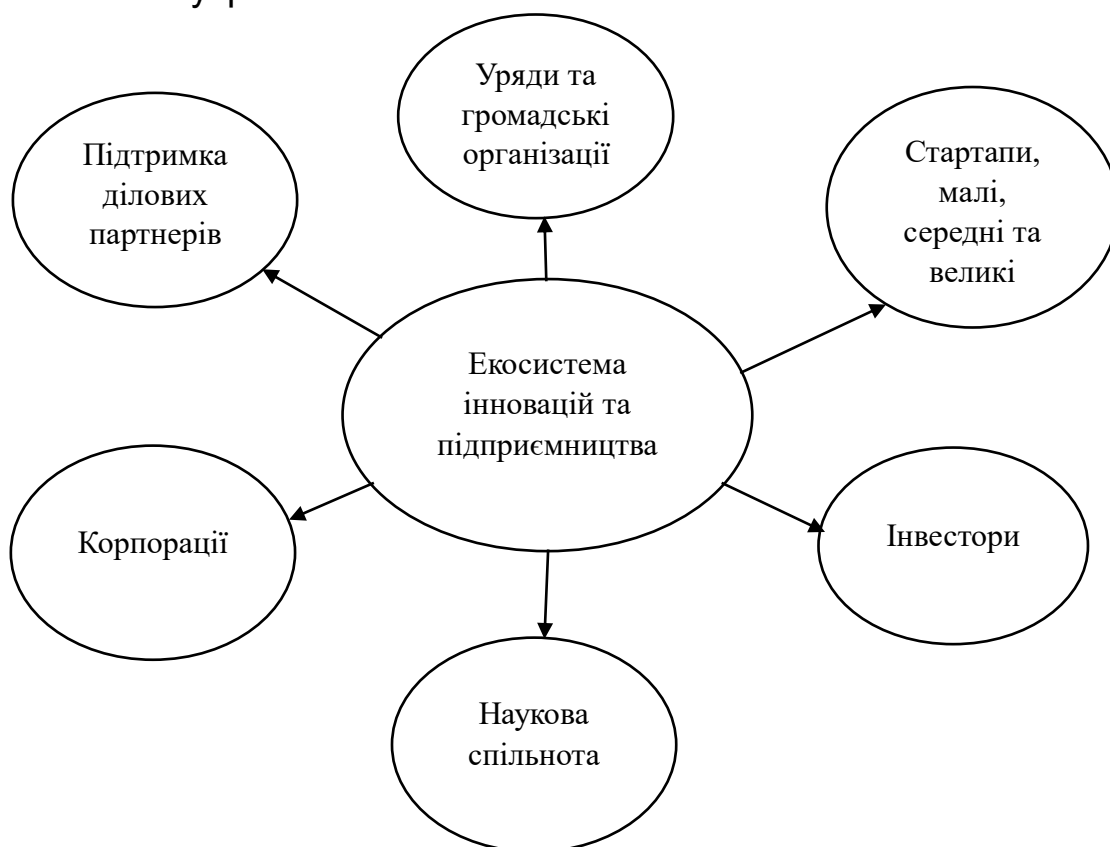 Уряди та
громадські
організації
Підтримка
ділових
партнерів
Стартапи,
малі,
середні та
великі
Екосистема
інновацій та
підприємництва
Корпорації
Інвестори
Наукова
спільнота